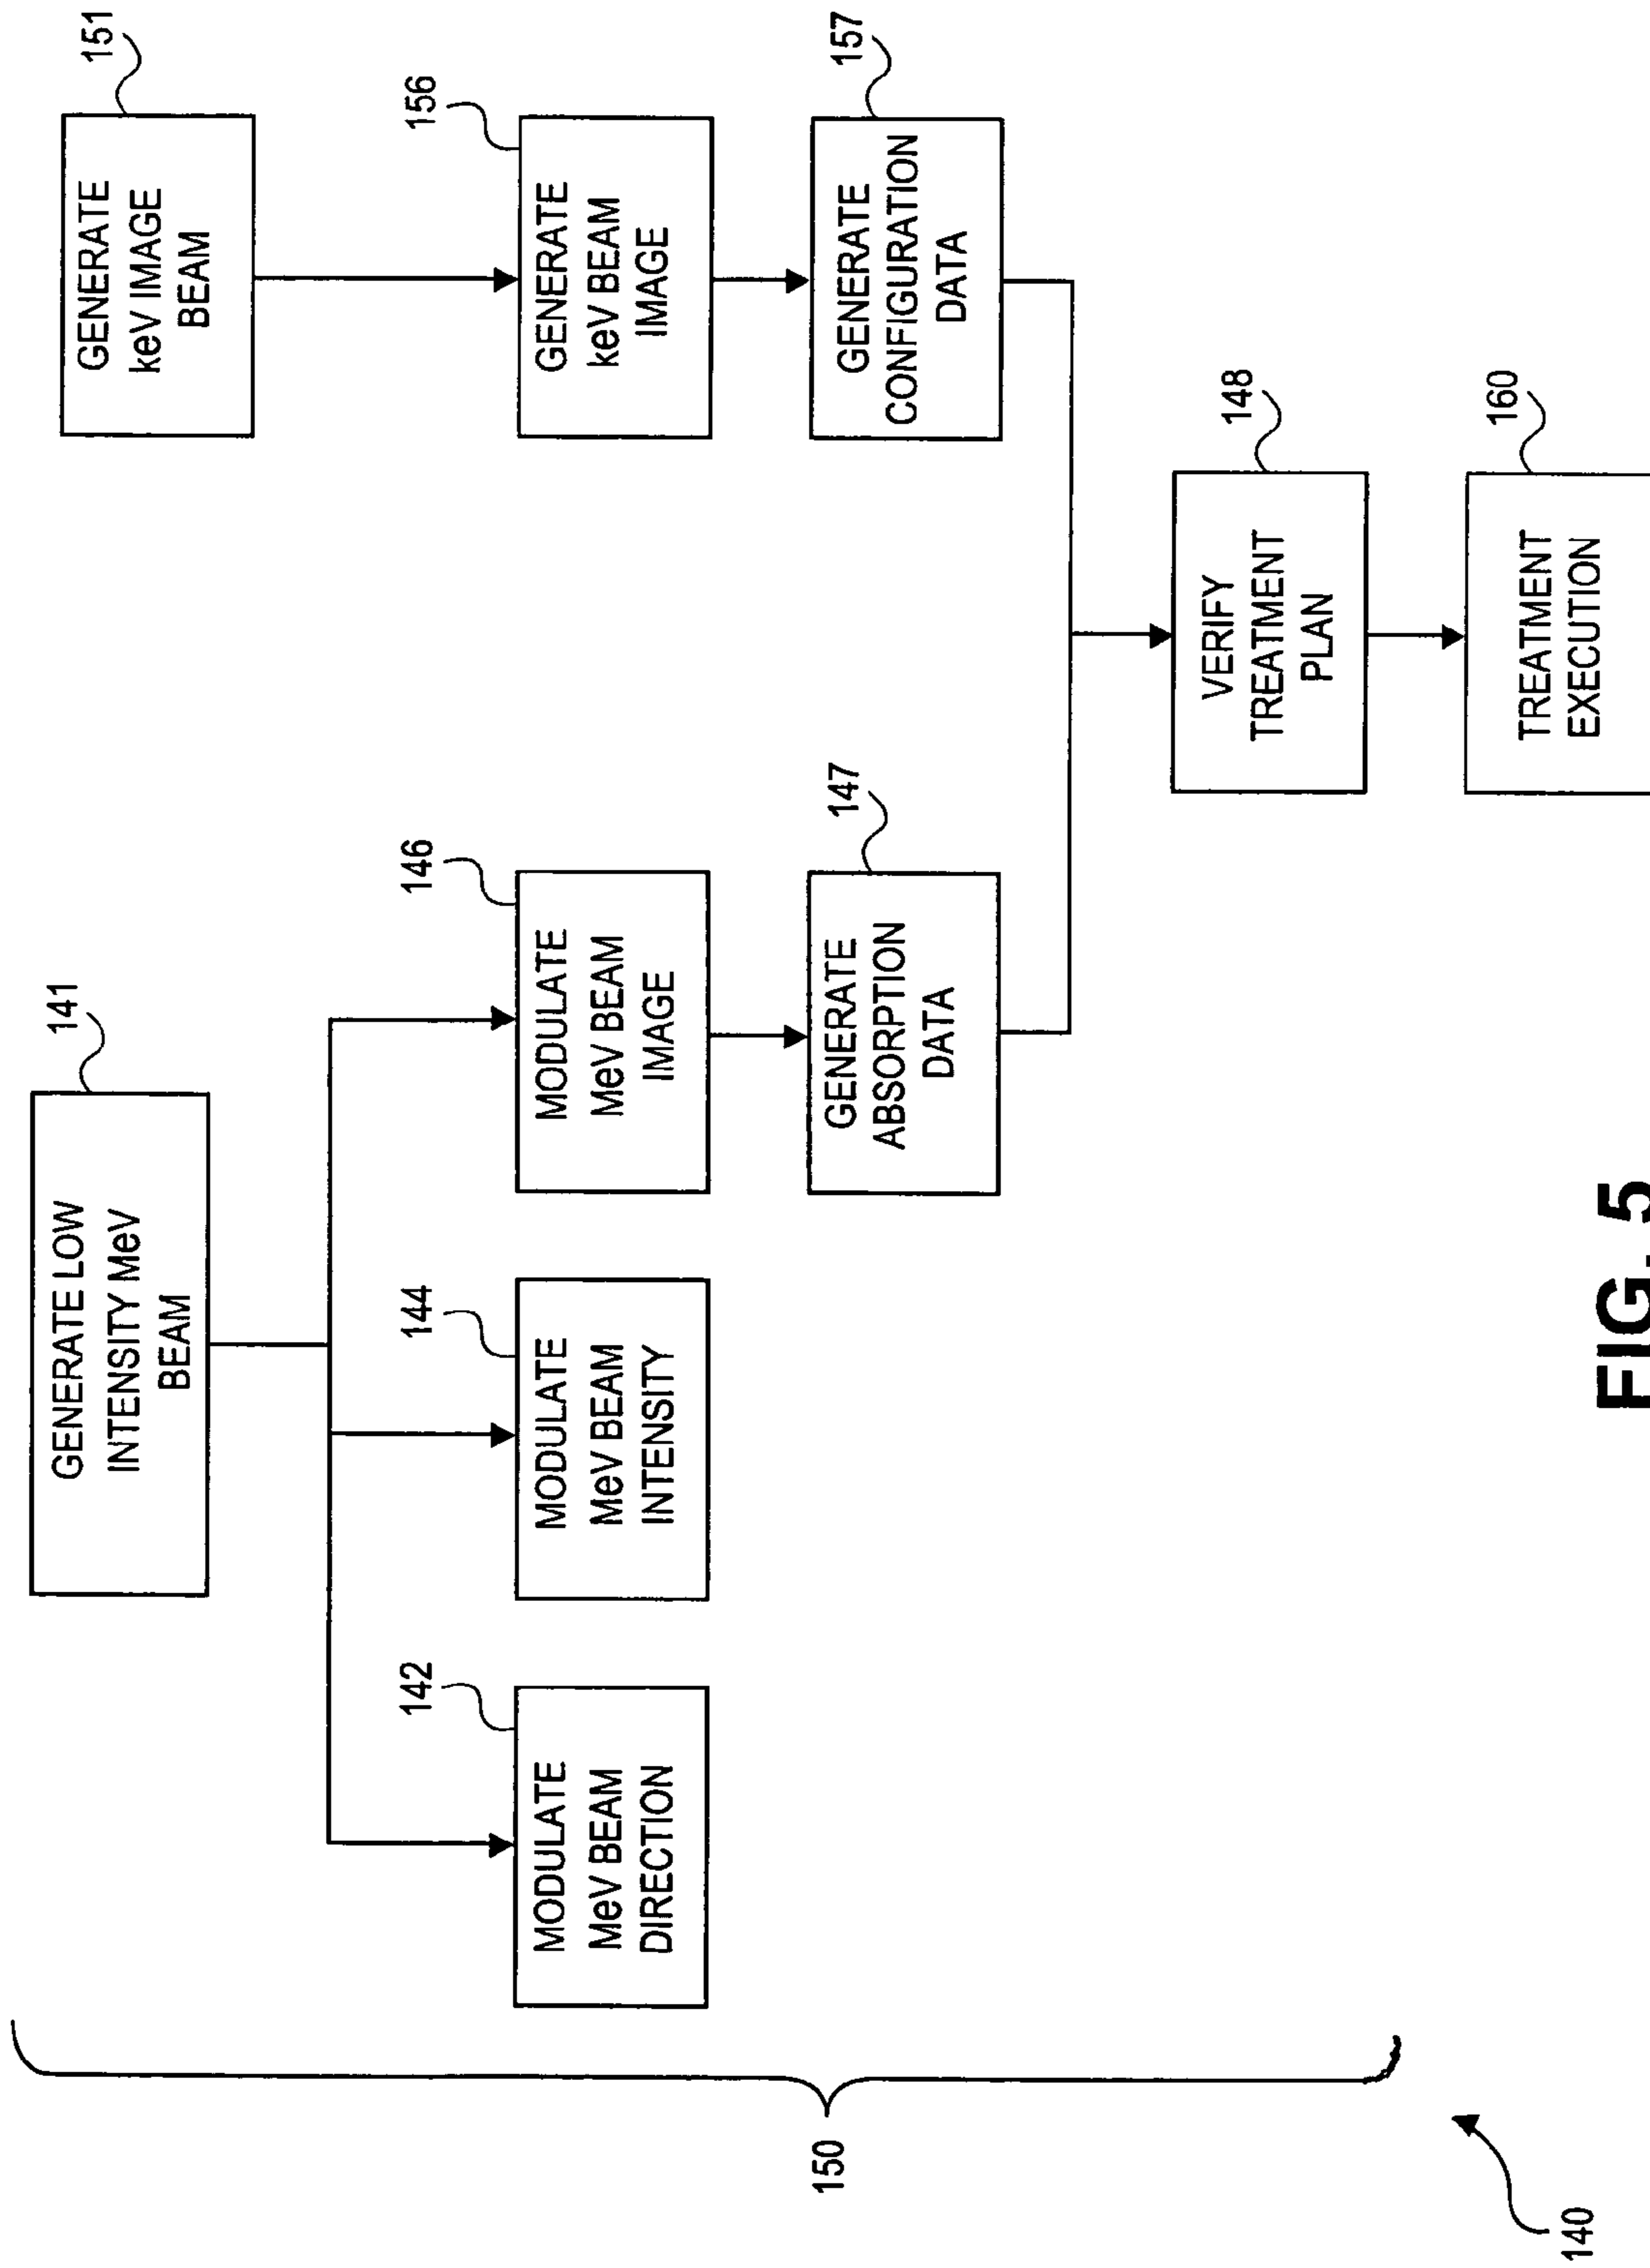 141
GENERATE LOW
INTENSITY MeV
BEAM
151
GENERATE
keV IMAGE
BEAM
142
MODULATE
MeV BEAM
DIRECTION
144
MODULATE
MeV BEAM
INTENSITY
146
MODULATE
MeV BEAM
IMAGE
156
GENERATE
keV BEAM
IMAGE
150
147
GENERATE
ABSORPTION
DATA
157
GENERATE
CONFIGURATION
DATA
148
VERIFY
TREATMENT
PLAN
160
TREATMENT
EXECUTION
140
FIG. 5